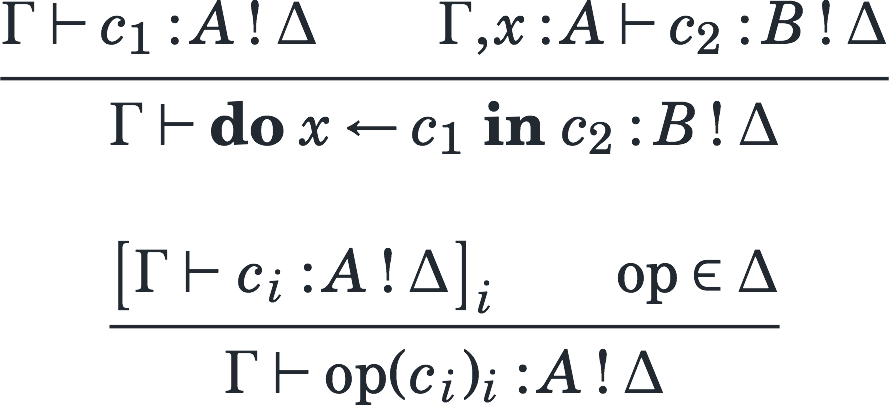 Γ ⊢ c₁ : A ! Δ Γ, x : A ⊢ c₂ : B ! Δ
Γ ⊢ do x ← c₁ in c₂ : B ! Δ
[Γ ⊢ cᵢ : A ! Δ]ᵢ op ∈ Δ
Γ ⊢ op(cᵢ)ᵢ : A ! Δ